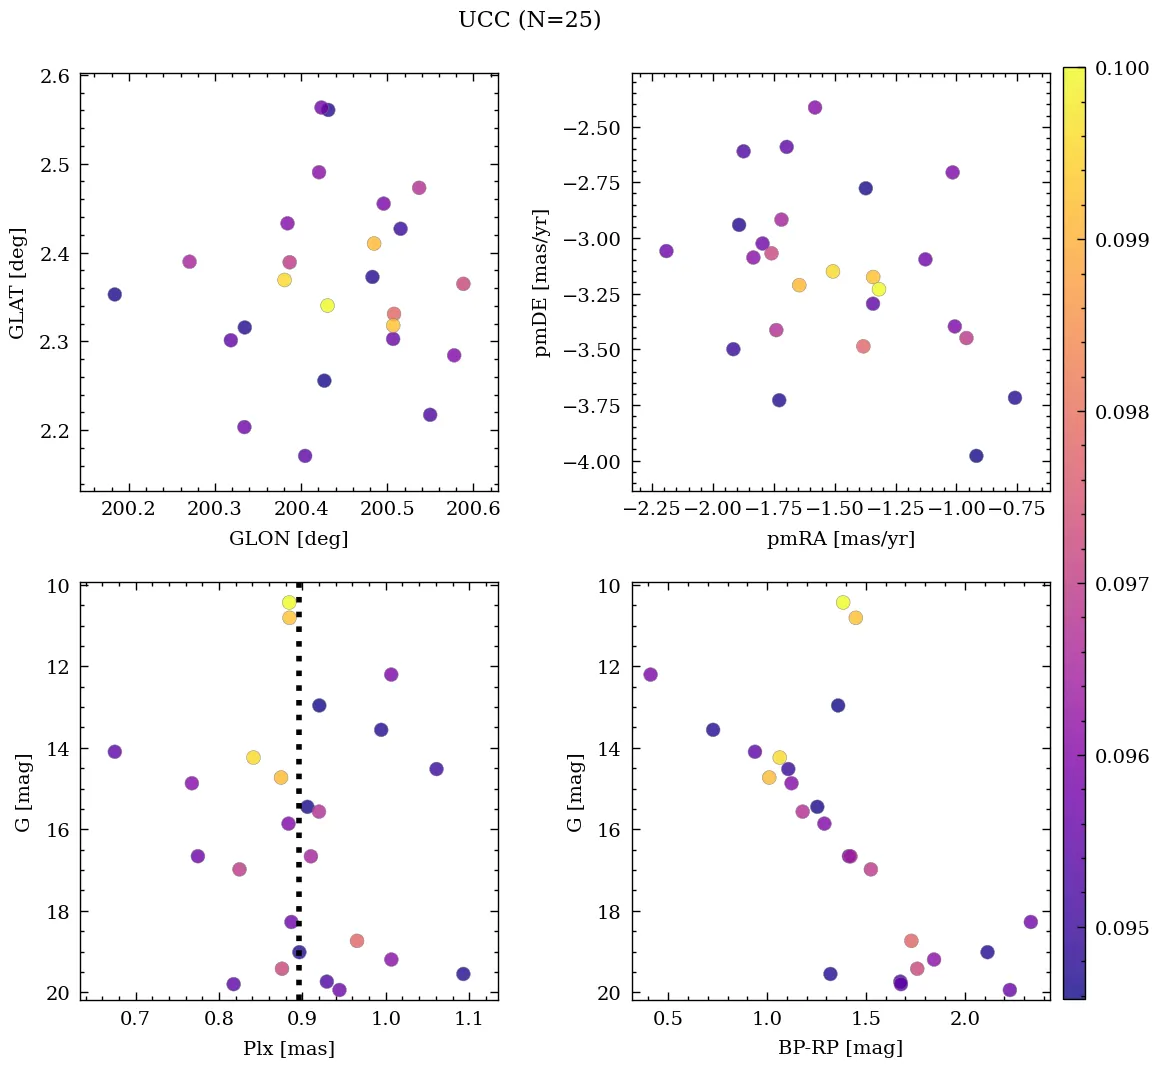 UCC (N=25)
2.6
2.5
2.4
2.3
2.2
GLAT [deg]
200.2 200.3 200.4 200.5 200.6
GLON [deg]
−2.50
−2.75
−3.00
−3.25
−3.50
−3.75
−4.00
pmDE [mas/yr]
−2.25 −2.00 −1.75 −1.50 −1.25 −1.00 −0.75
pmRA [mas/yr]
10
12
14
16
18
20
G [mag]
0.7 0.8 0.9 1.0 1.1
Plx [mas]
10
12
14
16
18
20
G [mag]
0.5 1.0 1.5 2.0
BP-RP [mag]
0.100
0.099
0.098
0.097
0.096
0.095